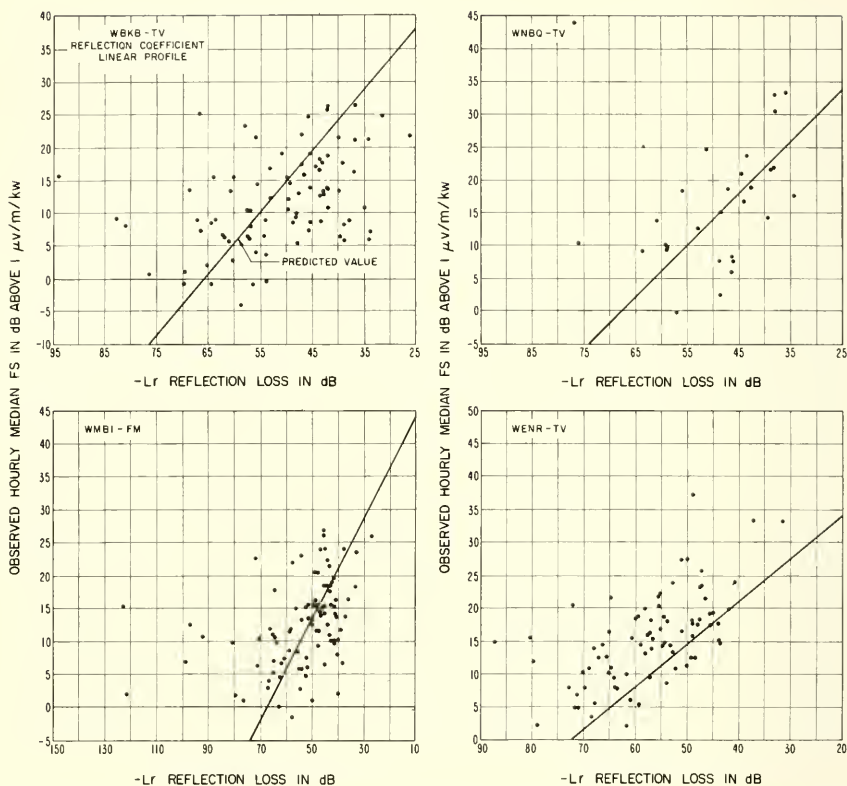 WBKB-TV
REFLECTION COEFFICIENT
LINEAR PROFILE
40
35
30
25
20
15
10
5
0
-5
-10
PREDICTED VALUE
95 85 75 65 55 45 35 25
-Lr REFLECTION LOSS IN dB
WNBQ-TV
45
40
35
30
25
20
15
10
5
0
-5
95 85 75 65 55 45 35 25
-Lr REFLECTION LOSS IN dB
OBSERVED HOURLY MEDIAN FS IN dB ABOVE 1 μv/m/kw
OBSERVED HOURLY MEDIAN FS IN dB ABOVE 1 μv/m/kw
WMBI-FM
45
40
35
30
25
20
15
10
5
0
-5
150 130 110 90 70 50 30 10
-Lr REFLECTION LOSS IN dB
WENR-TV
50
45
40
35
30
25
20
15
10
5
0
90 80 70 60 50 40 30 20
-Lr REFLECTION LOSS IN dB